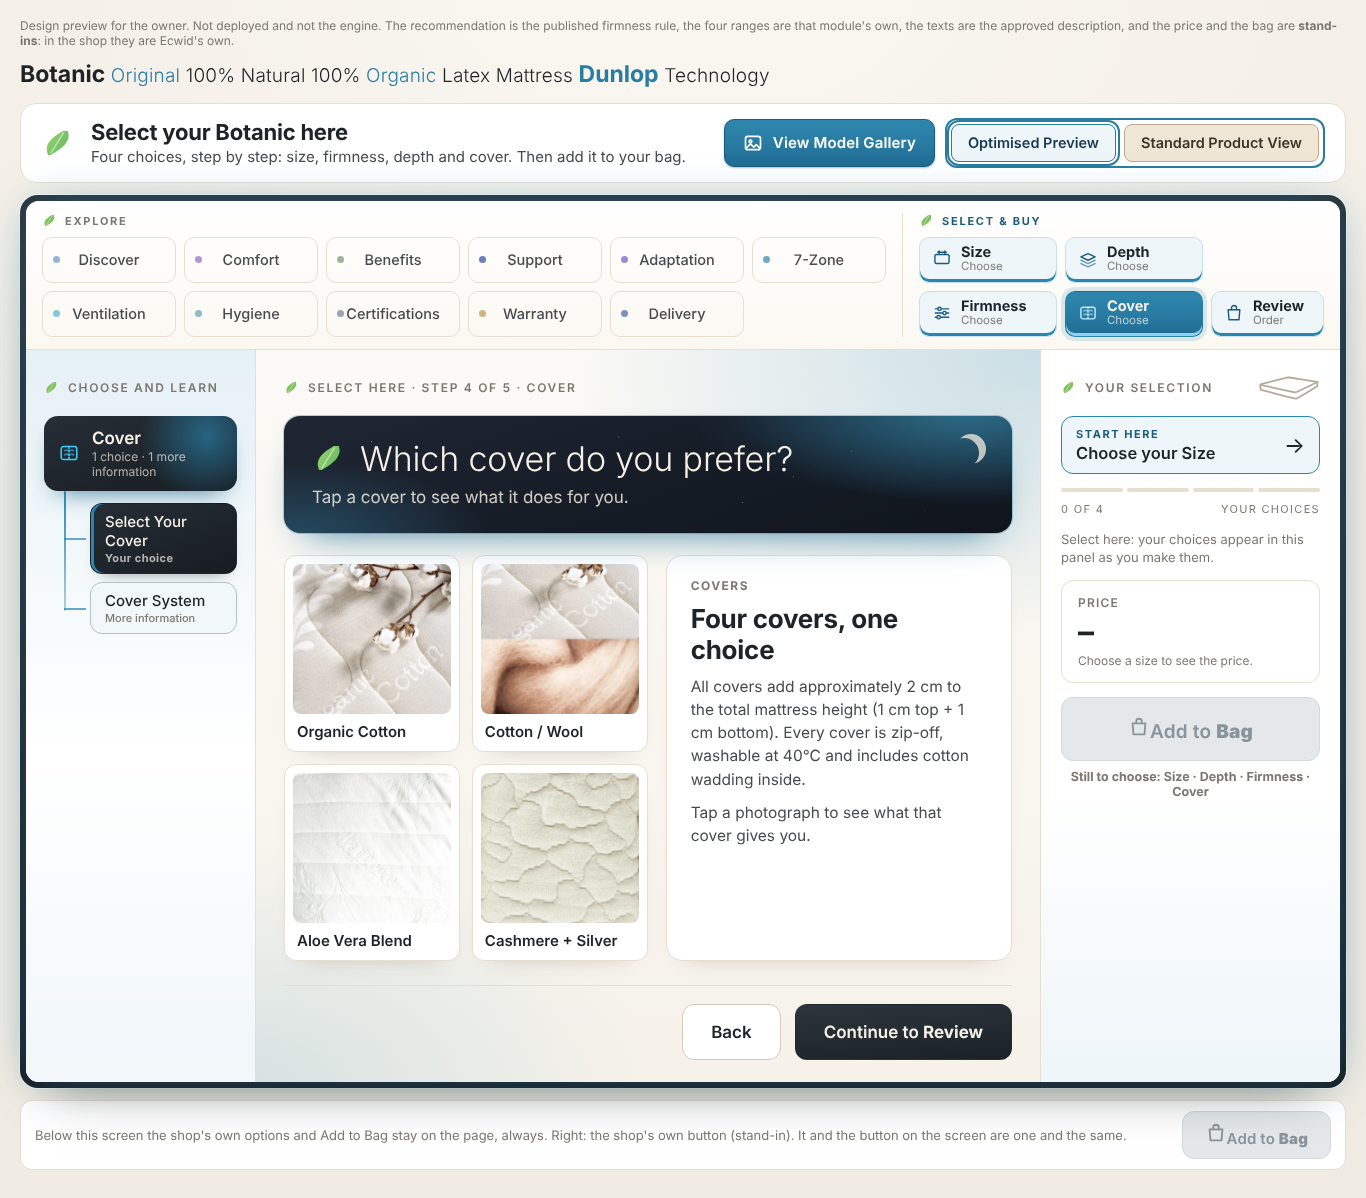 Design preview for the owner. Not deployed and not the engine. The recommendation is the published firmness rule, the four ranges are that module's own, the texts are the approved description, and the price and the bag are stand-
ins: in the shop they are Ecwid's own.
Botanic Original 100% Natural 100% Organic Latex Mattress Dunlop Technology
Select your Botanic here
Four choices, step by step: size, firmness, depth and cover. Then add it to your bag.
View Model Gallery
Optimised Preview
Standard Product View
EXPLORE
Discover
Comfort
Benefits
Support
Adaptation
7-Zone
Ventilation
Hygiene
Certifications
Warranty
Delivery
SELECT & BUY
Size
Choose
Depth
Choose
Firmness
Choose
Cover
Choose
Review
Order
CHOOSE AND LEARN
Cover
1 choice · 1 more
information
Select Your
Cover
Your choice
Cover System
More information
SELECT HERE · STEP 4 OF 5 · COVER
Which cover do you prefer?
Tap a cover to see what it does for you.
Organic Cotton
Cotton / Wool
Aloe Vera Blend
Cashmere + Silver
COVERS
Four covers, one
choice
All covers add approximately 2 cm to
the total mattress height (1 cm top + 1
cm bottom). Every cover is zip-off,
washable at 40°C and includes cotton
wadding inside.
Tap a photograph to see what that
cover gives you.
Back
Continue to Review
YOUR SELECTION
START HERE
Choose your Size
0 OF 4
YOUR CHOICES
Select here: your choices appear in this
panel as you make them.
PRICE
–
Choose a size to see the price.
Add to Bag
Still to choose: Size · Depth · Firmness ·
Cover
Below this screen the shop's own options and Add to Bag stay on the page, always. Right: the shop's own button (stand-in). It and the button on the screen are one and the same.
Add to Bag